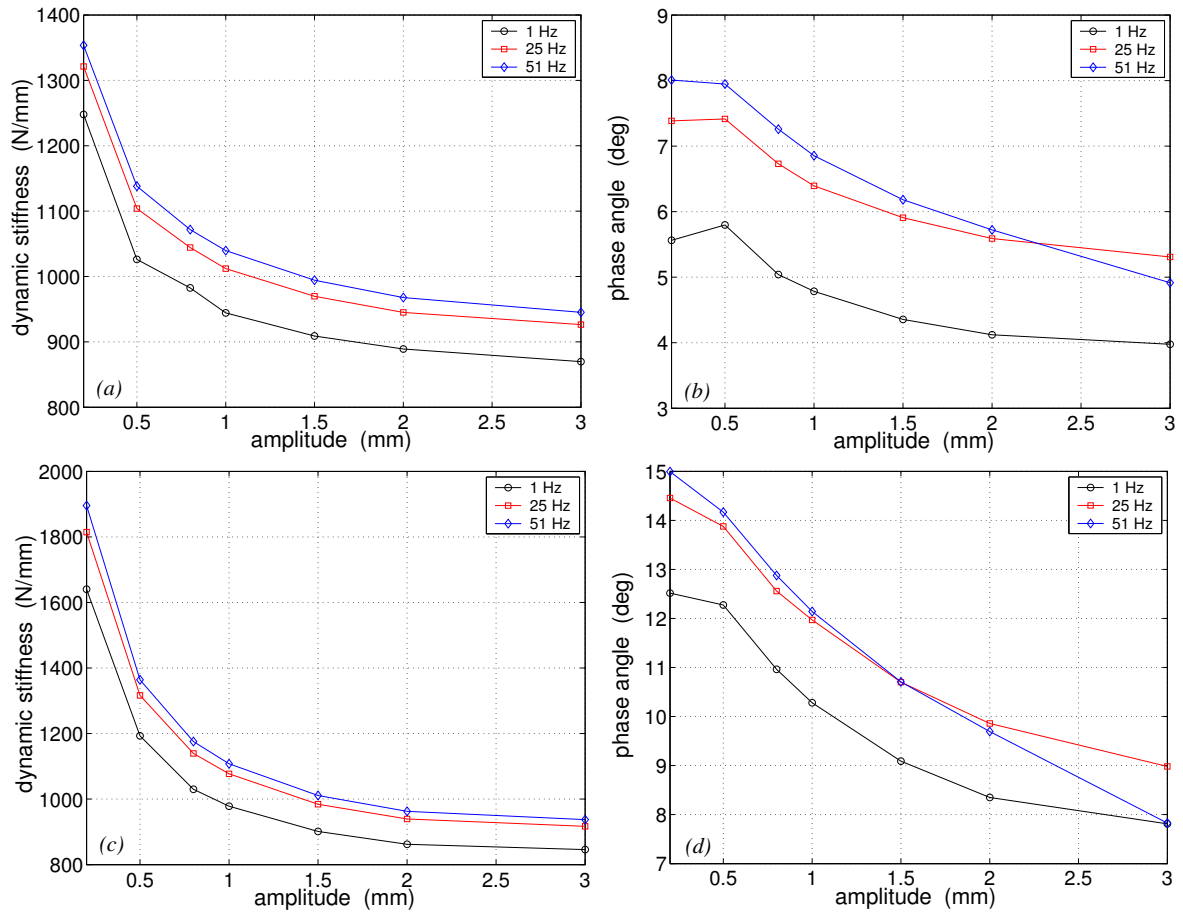 1400
1300
1200
1100
1000
900
800
dynamic stiffness (N/mm)
1 Hz
25 Hz
51 Hz
(a)
0.5 1 1.5 2 2.5 3
amplitude (mm)
9
8
7
6
5
4
3
phase angle (deg)
1 Hz
25 Hz
51 Hz
(b)
0.5 1 1.5 2 2.5 3
amplitude (mm)
2000
1800
1600
1400
1200
1000
800
dynamic stiffness (N/mm)
1 Hz
25 Hz
51 Hz
(c)
0.5 1 1.5 2 2.5 3
amplitude (mm)
15
14
13
12
11
10
9
8
7
phase angle (deg)
1 Hz
25 Hz
51 Hz
(d)
0.5 1 1.5 2 2.5 3
amplitude (mm)